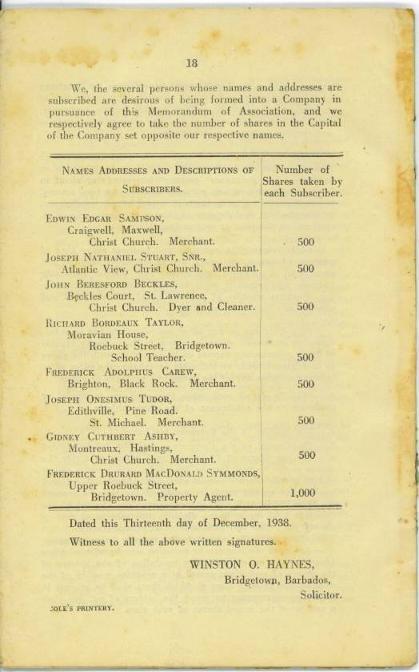 18
We, the several persons whose names and addresses are
subscribed are desirous of being formed into a Company in
pursuance of this Memorandum of Association, and we
respectively agree to take the number of shares in the Capital
of the Company set opposite our respective names.
NAMES ADDRESSES AND DESCRIPTIONS OF
SUBSCRIBERS.
Number of
Shares taken by
each Subscriber.
EDWIN EDGAR SAMPSON,
Craigwell, Maxwell,
Christ Church. Merchant. 500
JOSEPH NATHANIEL STUART, SNR.,
Atlantic View, Christ Church. Merchant. 500
JOHN BERESFORD BECKLES,
Beckles Court, St. Lawrence,
Christ Church. Dyer and Cleaner. 500
RICHARD BORDEAUX TAYLOR,
Moravian House,
Roebuck Street, Bridgetown.
School Teacher. 500
FREDERICK ADOLPHUS CAREW,
Brighton, Black Rock. Merchant. 500
JOSEPH ONESIMUS TUDOR,
Edithville, Pine Road.
St. Michael. Merchant. 500
GIDNEY CUTHBERT ASHBY,
Montreaux, Hastings,
Christ Church. Merchant. 500
FREDERICK DRURARD MACDONALD SYMMONDS,
Upper Roebuck Street,
Bridgetown. Property Agent. 1,000
Dated this Thirteenth day of December, 1938.
Witness to all the above written signatures.
WINSTON O. HAYNES,
Bridgetown, Barbados,
Solicitor.
COLE'S PRINTERY.